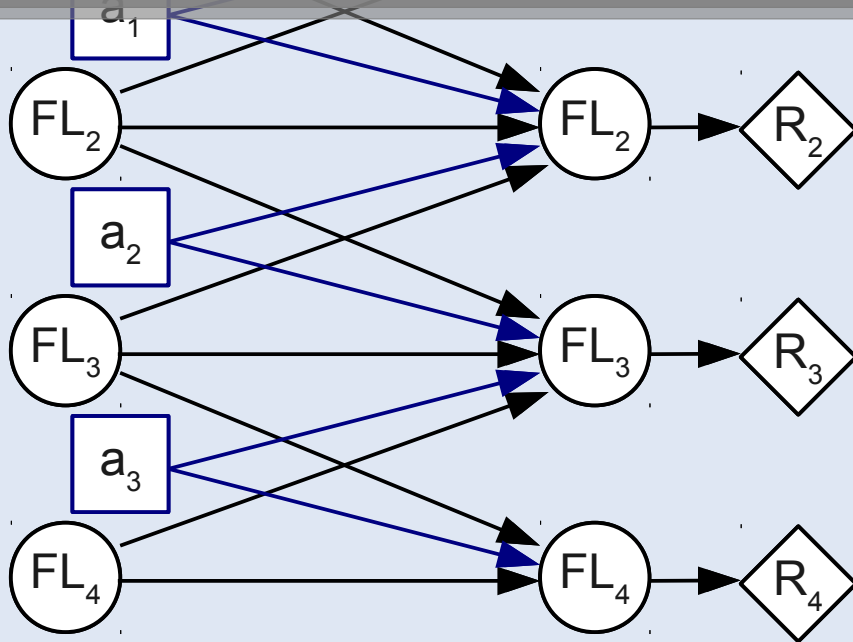 a₁
FL₂ FL₂ R₂
a₂
FL₃ FL₃ R₃
a₃
FL₄ FL₄ R₄